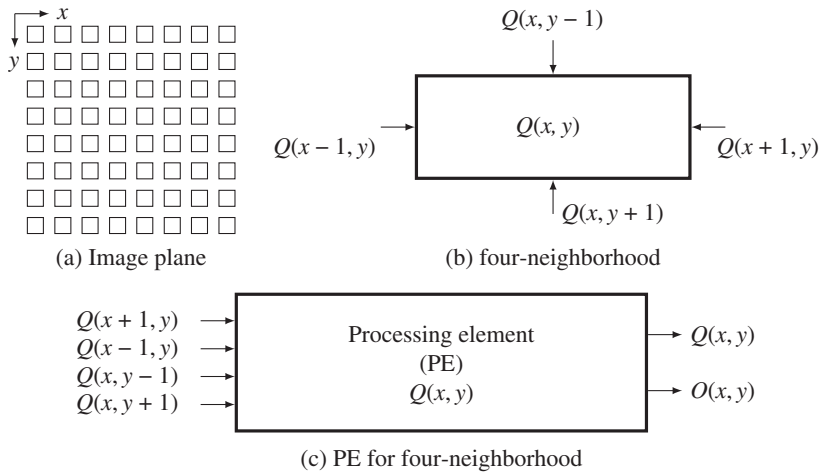 x
y
(a) Image plane
Q(x, y − 1)
Q(x − 1, y)
Q(x, y)
Q(x + 1, y)
Q(x, y + 1)
(b) four-neighborhood
Q(x + 1, y)
Q(x − 1, y)
Q(x, y − 1)
Q(x, y + 1)
Processing element
(PE)
Q(x, y)
Q(x, y)
O(x, y)
(c) PE for four-neighborhood